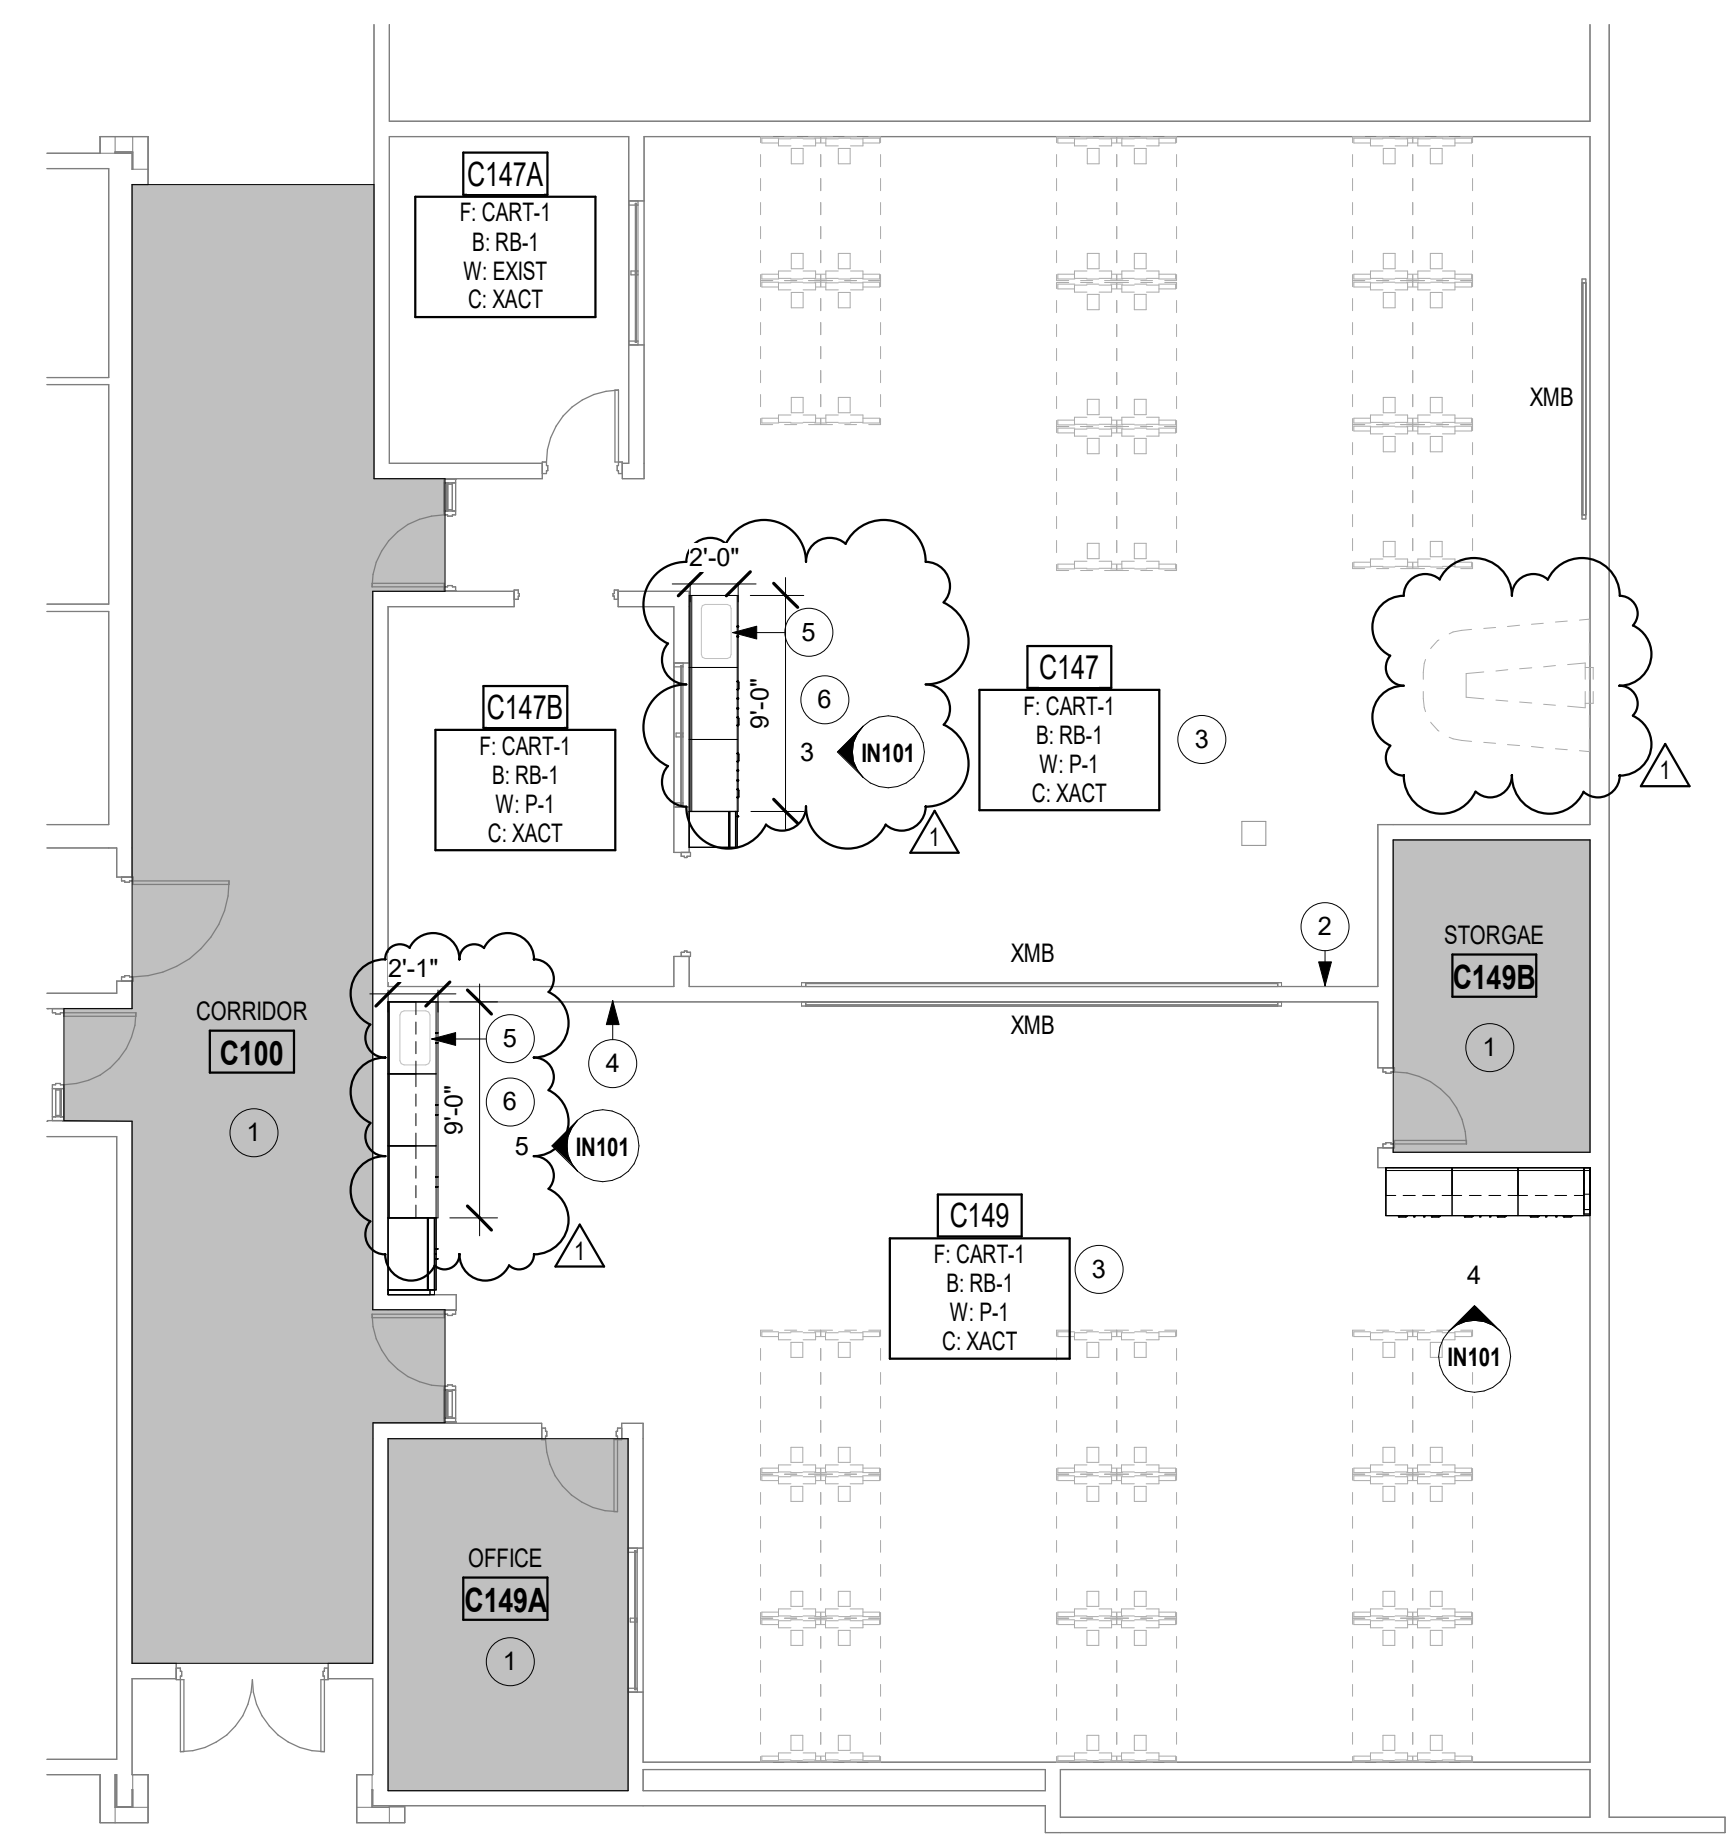 C147A
F: CART-1
B: RB-1
W: EXIST
C: XACT
XMB
2'-0"
5
9'-0"
6
3
IN101
1
C147
F: CART-1
B: RB-1
W: P-1
C: XACT
3
1
C147B
F: CART-1
B: RB-1
W: P-1
C: XACT
2
XMB
XMB
STORGAE
C149B
1
2'-1"
5
4
9'-0"
6
5
IN101
1
CORRIDOR
C100
1
C149
F: CART-1
B: RB-1
W: P-1
C: XACT
3
4
IN101
OFFICE
C149A
1